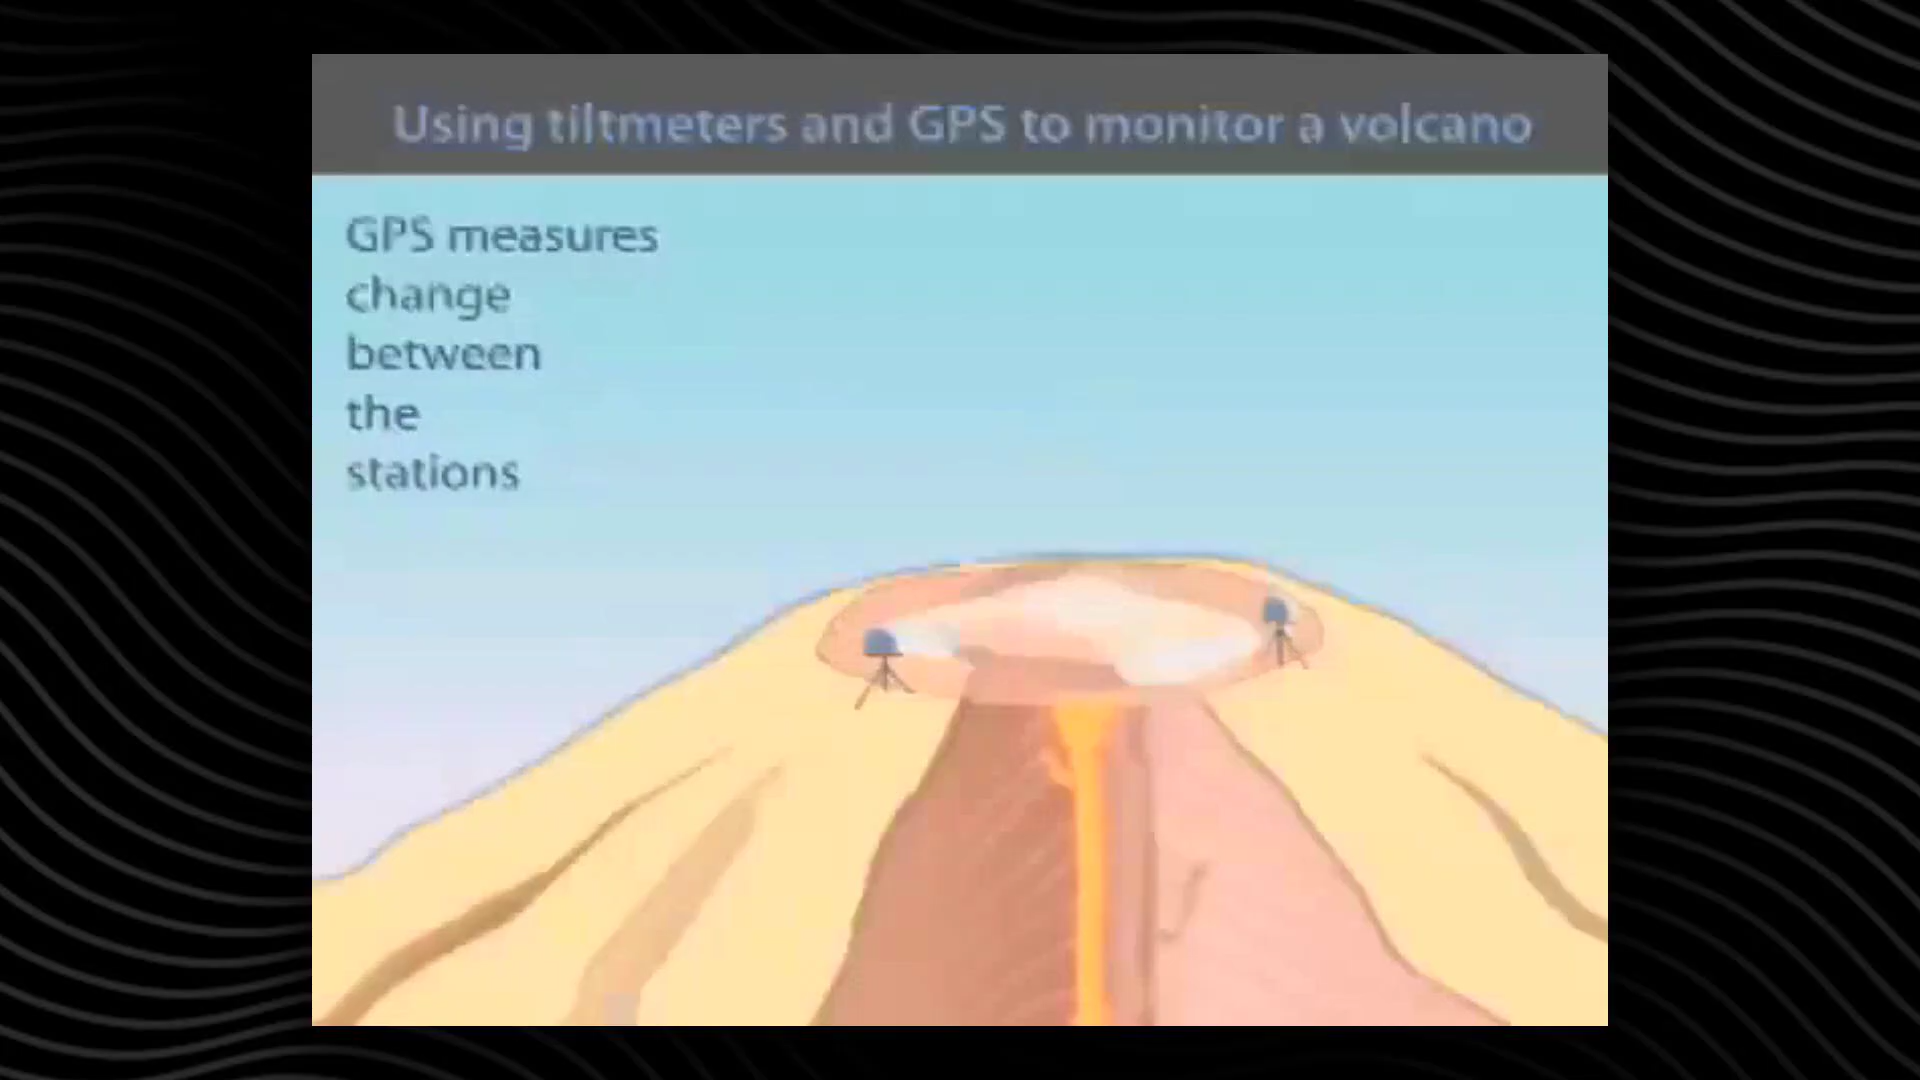 Using tiltmeters and GPS to monitor a volcano
GPS measures
change
between
the
stations